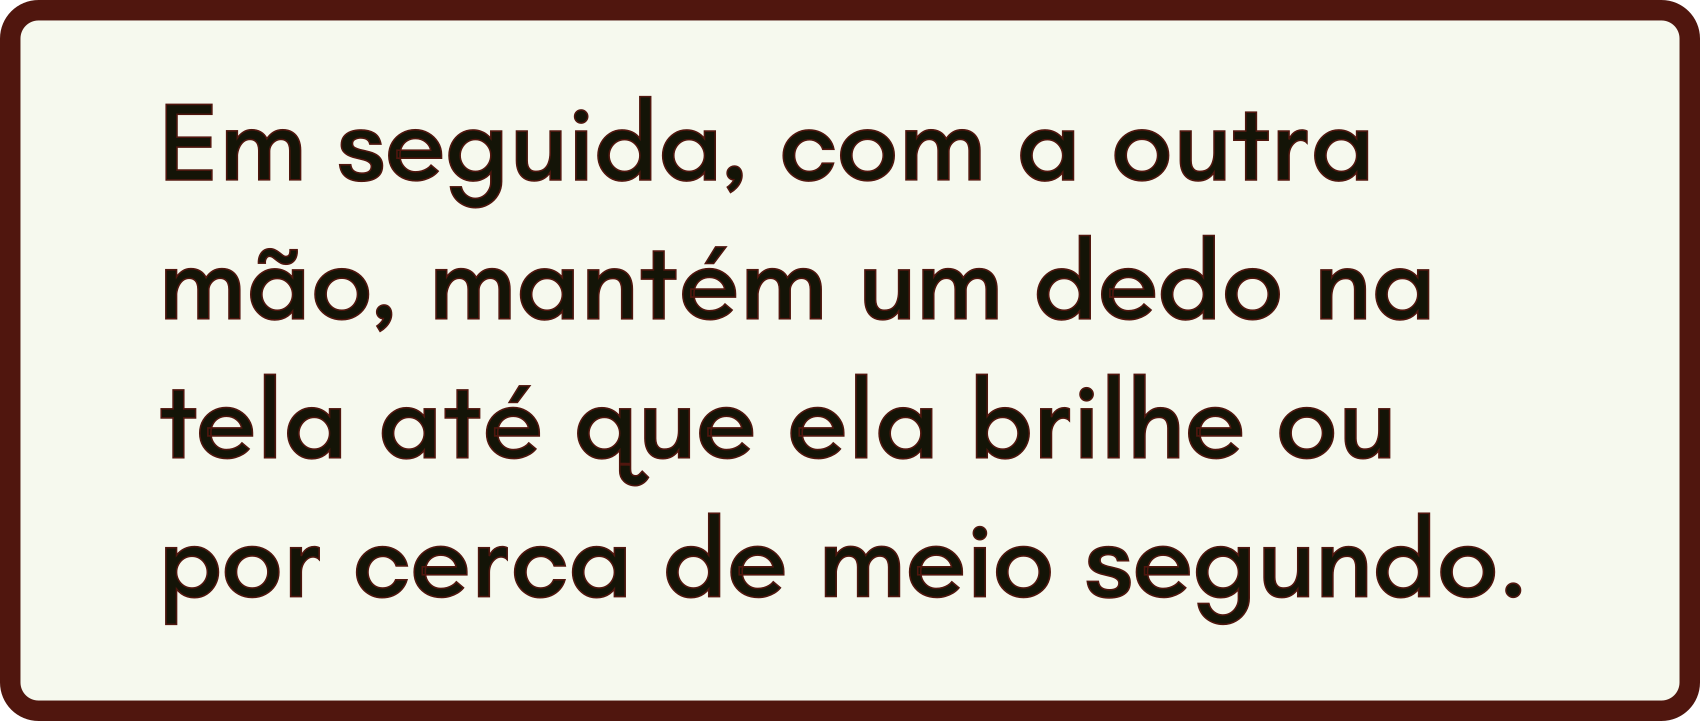 Em seguida, com a outra
mão, mantém um dedo na
tela até que ela brilhe ou
por cerca de meio segundo.